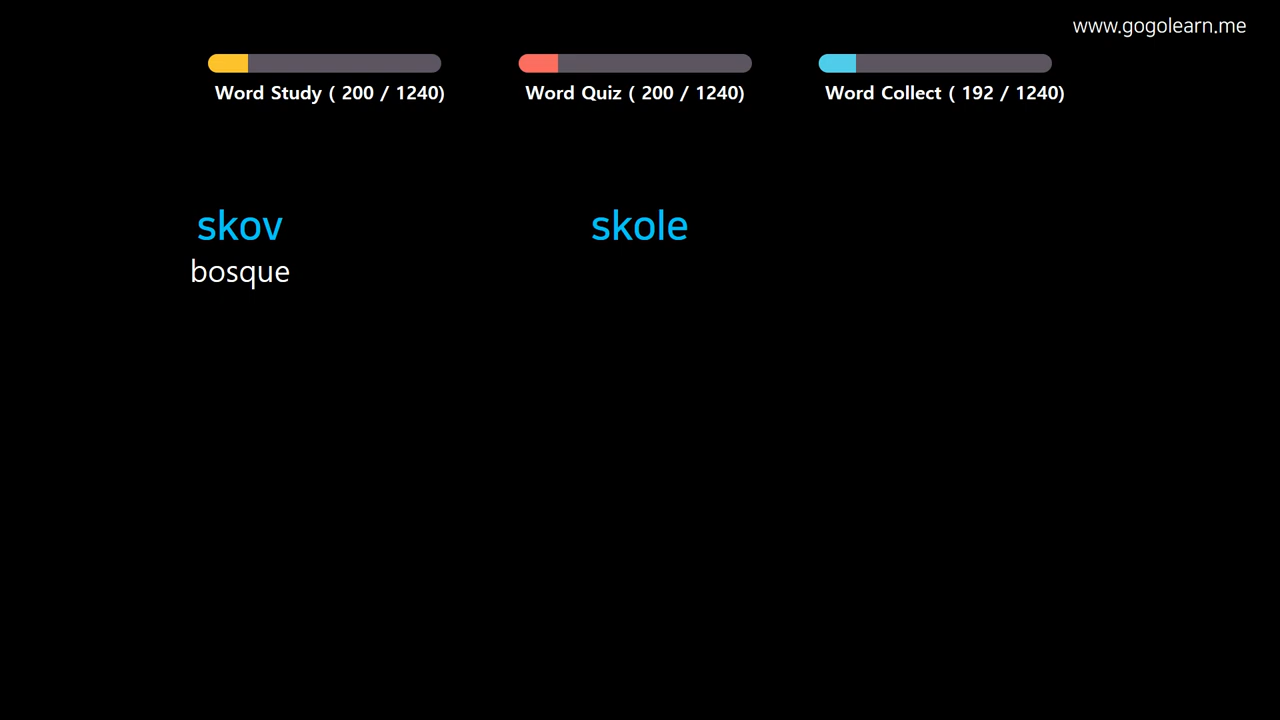 www.gogolearn.me
Word Study ( 200 / 1240)
Word Quiz ( 200 / 1240)
Word Collect ( 192 / 1240)
skov
bosque
skole